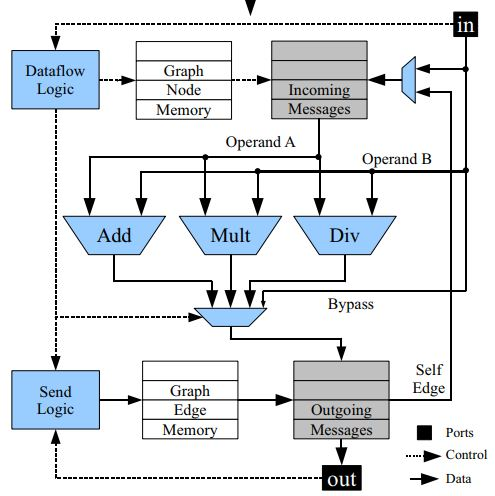 in
Dataflow
Logic
Graph
Node
Memory
Incoming
Messages
Operand A
Operand B
Add
Mult
Div
Bypass
Self
Edge
Send
Logic
Graph
Edge
Memory
Outgoing
Messages
Ports
Control
Data
out